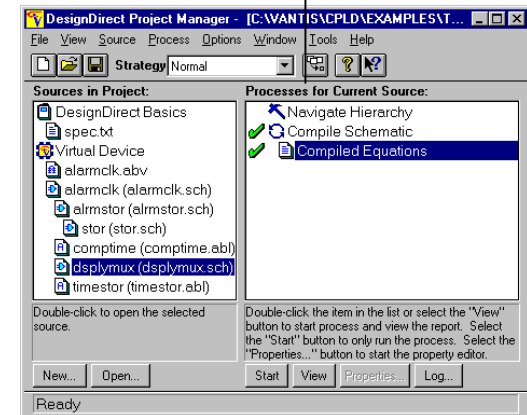 DesignDirect Project Manager - [C:\VANTIS\CPLD\EXAMPLES\T...
File View Source Process Options Window Tools Help
Strategy Normal
Sources in Project:
DesignDirect Basics
spec.txt
Virtual Device
alarmclk.abv
alarmclk (alarmclk.sch)
alrmstor (alrmstor.sch)
stor (stor.sch)
comptime (comptime.abl)
dsplymux (dsplymux.sch)
timestor (timestor.abl)
Double-click to open the selected
source.
New... Open...
Processes for Current Source:
Navigate Hierarchy
Compile Schematic
Compiled Equations
Double-click the item in the list or select the "View"
button to start process and view the report. Select
the "Start" button to only run the process. Select the
"Properties..." button to start the property editor.
Start View Properties... Log...
Ready